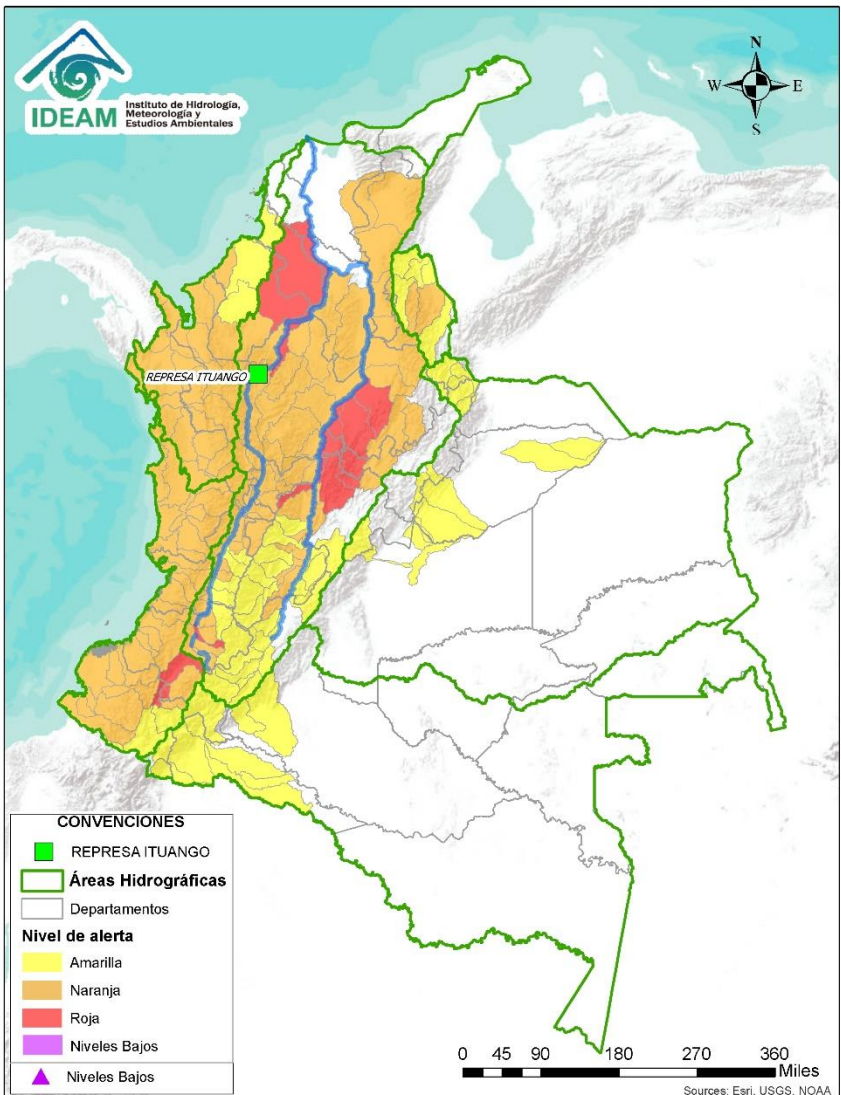 IDEAM
Instituto de Hidrología,
Meteorología y
Estudios Ambientales
N
W
E
S
REPRESA ITUANGO
CONVENCIONES
REPRESA ITUANGO
Áreas Hidrográficas
Departamentos
Nivel de alerta
Amarilla
Naranja
Roja
Niveles Bajos
Niveles Bajos
0 45 90 180 270 360
Miles
Sources: Esri, USGS, NOAA